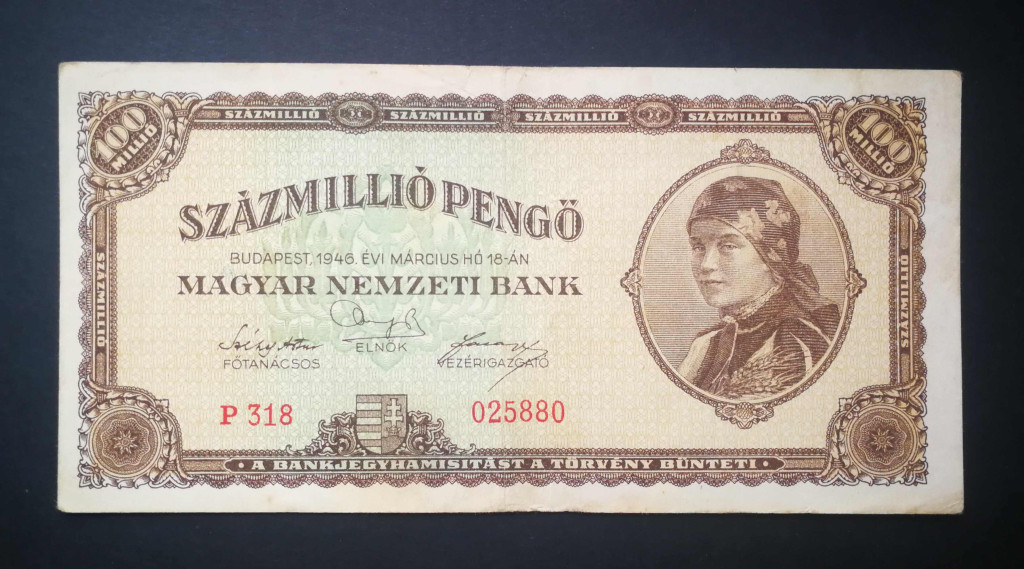 SZÁZMILLIÓ SZÁZMILLIÓ SZÁZMILLIÓ SZÁZMILLIÓ
100 MILLIÓ
100 MILLIÓ
SZÁZMILLIÓ
SZÁZMILLIÓ
SZÁZMILLIÓ PENGŐ
BUDAPEST, 1946. ÉVI MÁRCIUS HÓ 18-ÁN
MAGYAR NEMZETI BANK
FŐTANÁCSOS
ELNÖK
VEZÉRIGAZGATÓ
P 318
025880
• A BANKJEGYHAMISITÁST A TÖRVÉNY BÜNTETI •